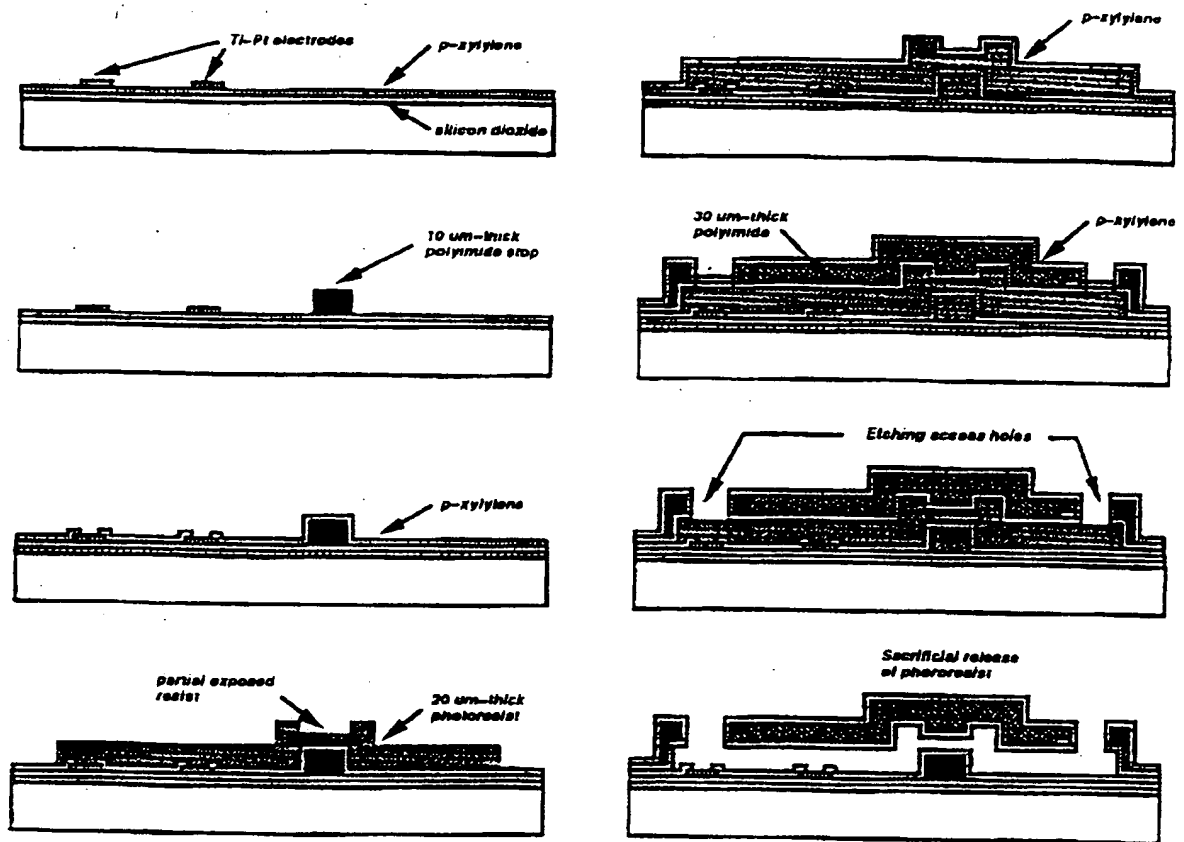 Ti-Pt electrodes
p-xylylene
silicon dioxide
10 um-thick
polyimide stop
p-xylylene
partial exposed
resist
20 um-thick
photoresist
p-xylylene
30 um-thick
polyimide
p-xylylene
Etching access holes
Sacrificial release
of phororesist